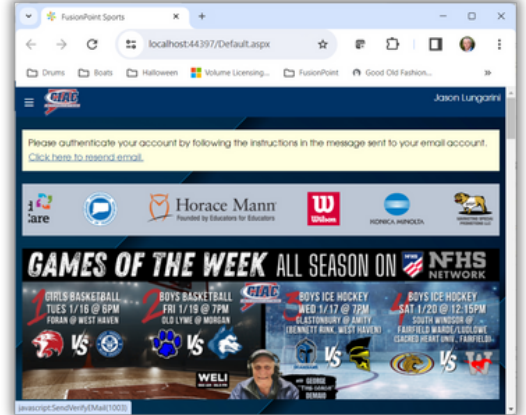 FusionPoint Sports
localhost:44397/Default.aspx
Drums Boats Halloween Volume Licensing... FusionPoint Good Old Fashion...
CIAC
Jason Lungarini
Please authenticate your account by following the instructions in the message sent to your email account.
Click here to resend email.
Care
Horace Mann
Founded by Educators for Educators
Wilson
KONICA MINOLTA
GAMES OF THE WEEK ALL SEASON ON NFHS NETWORK
CIAC
1 GIRLS BASKETBALL
TUES 1/16 @ 6PM
FORAN @ WEST HAVEN
VS
2 BOYS BASKETBALL
FRI 1/19 @ 7PM
OLD LYME @ MORGAN
VS
3 BOYS ICE HOCKEY
WED 1/17 @ 7PM
GLASTONBURY @ AMITY
(BENNETT RINK, WEST HAVEN)
VS
4 BOYS ICE HOCKEY
SAT 1/20 @ 12:15PM
SOUTH WINDSOR @
FAIRFIELD WARDE/LUDLOWE
(SACRED HEART UNIV., FAIRFIELD)
VS
WELI
with GEORGE
"THE COACH"
DEMAIO
javascript:SendVerifyEMail(1003)